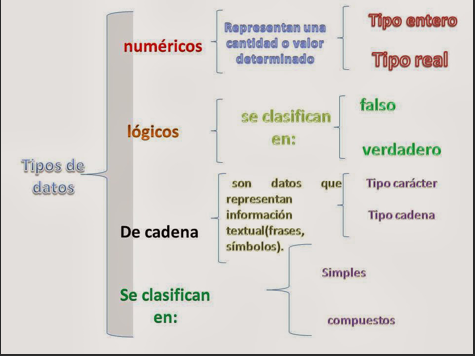 Tipos de
datos
numéricos
Representan una
cantidad o valor
determinado
Tipo entero
Tipo real
lógicos
se clasifican
en:
falso
verdadero
De cadena
son datos que
representan
información
textual(frases,
símbolos).
Tipo carácter
Tipo cadena
Se clasifican
en:
Simples
compuestos